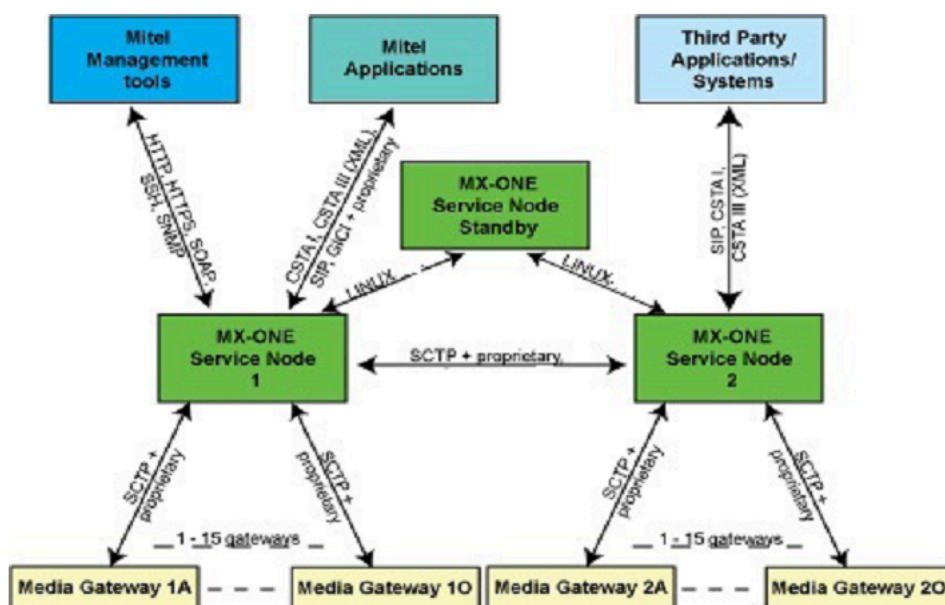 Mitel
Management
tools
Mitel
Applications
Third Party
Applications/
Systems
HTTP, HTTPS, SOAP,
SSH, SNMP
CSTA I, CSTA III (XML),
SIP, GICI + proprietary
SIP, CSTA I,
CSTA III (XML)
MX-ONE
Service Node
Standby
LINUX
LINUX
MX-ONE
Service Node
1
SCTP + proprietary,
MX-ONE
Service Node
2
SCTP +
proprietary
SCTP +
proprietary
SCTP +
proprietary
SCTP +
proprietary
1 - 15 gateways
1 - 15 gateways
Media Gateway 1A
Media Gateway 1O
Media Gateway 2A
Media Gateway 2O